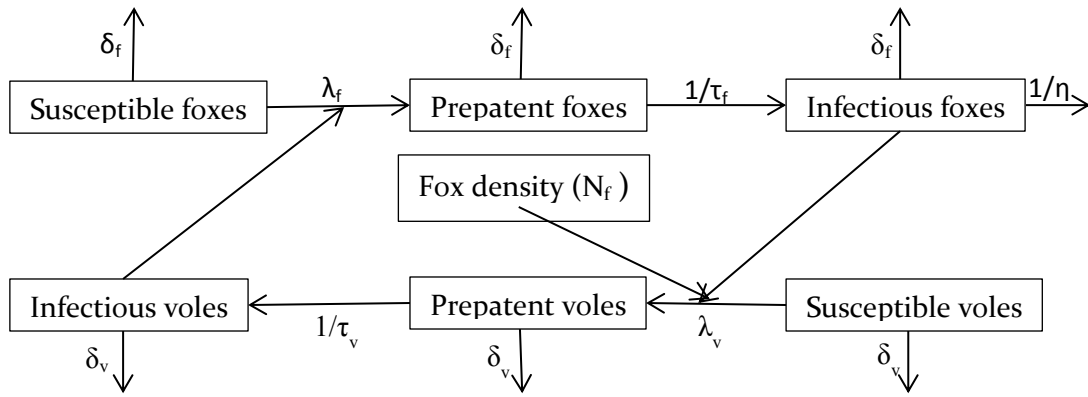 δf δf δf
λf 1/τf 1/η
Susceptible foxes Prepatent foxes Infectious foxes
Fox density (Nf )
Infectious voles Prepatent voles Susceptible voles
1/τv λv
δv δv δv